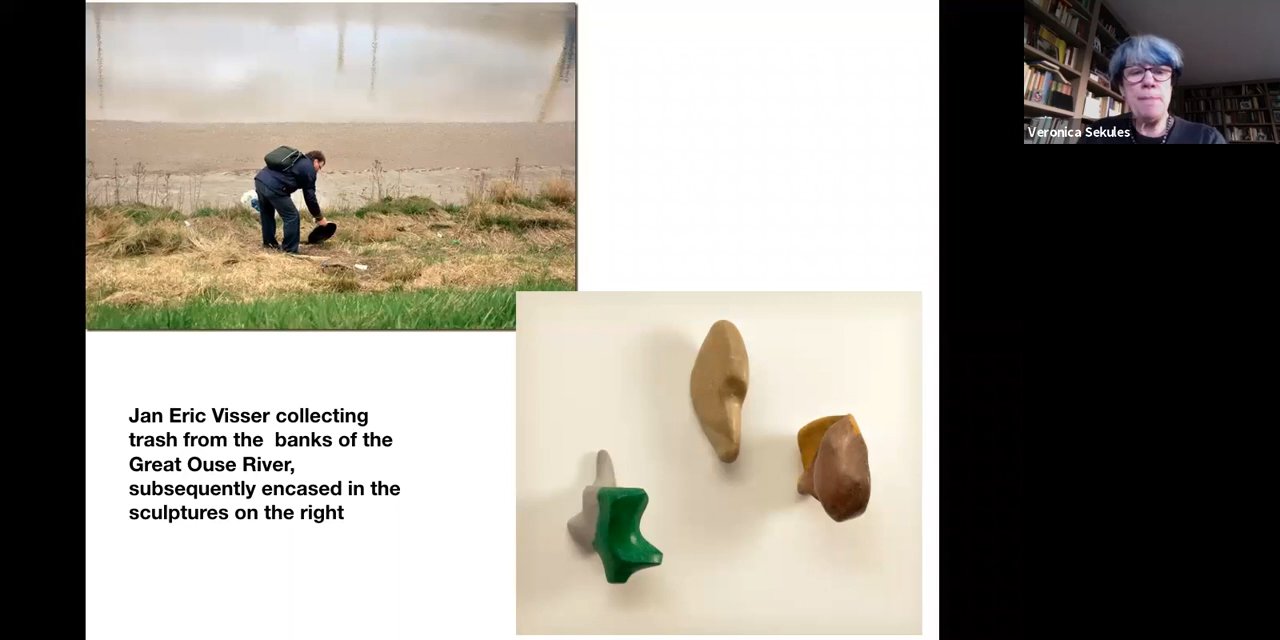 Veronica Sekules
Jan Eric Visser collecting
trash from the  banks of the
Great Ouse River,
subsequently encased in the
sculptures on the right